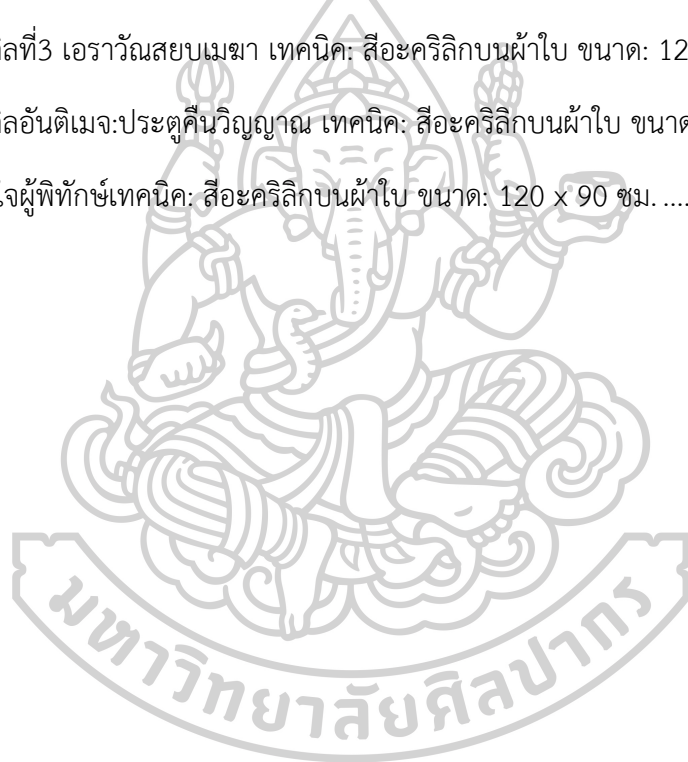 ลที่3 เอราวัณสยบเมฆา เทคนิค: สีอะคริลิกบนผ้าใบ ขนาด: 12
ลอันติเมจ:ประตูคืนวิญญาณ เทคนิค: สีอะคริลิกบนผ้าใบ ขนาด
ใจผู้พิทักษ์เทคนิค: สีอะคริลิกบนผ้าใบ ขนาด: 120 x 90 ซม. ....
มหาวิทยาลัยศิลปากร